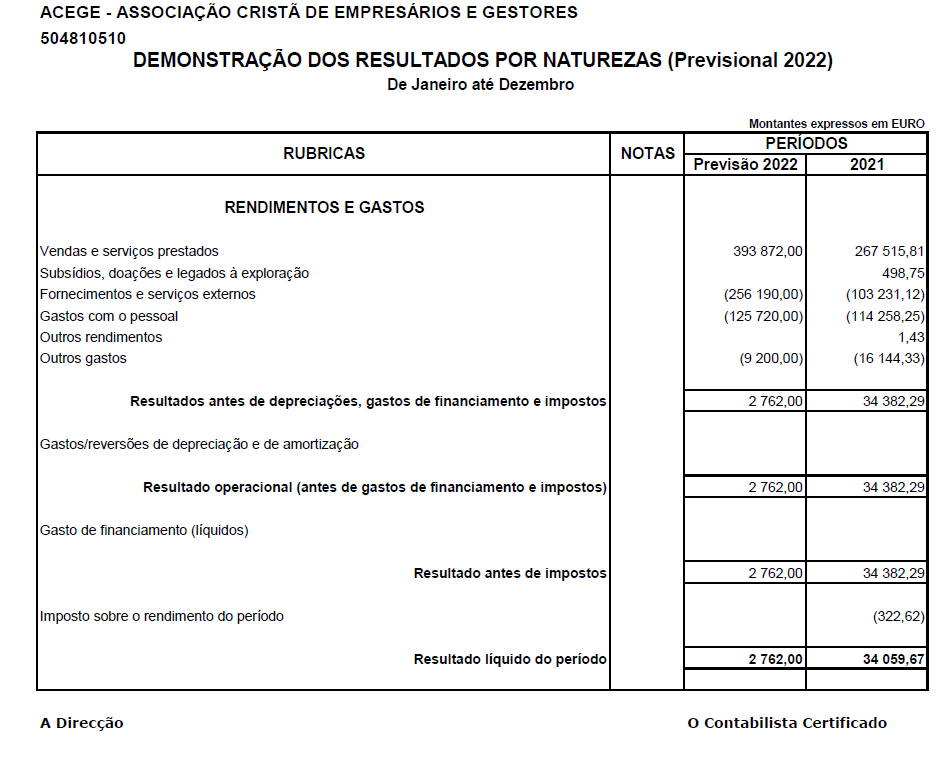 ACEGE - ASSOCIAÇÃO CRISTÃ DE EMPRESÁRIOS E GESTORES
504810510
DEMONSTRAÇÃO DOS RESULTADOS POR NATUREZAS (Previsional 2022)
De Janeiro até Dezembro
Montantes expressos em EURO
RUBRICAS NOTAS PERÍODOS
Previsão 2022 2021
RENDIMENTOS E GASTOS
Vendas e serviços prestados 393 872,00 267 515,81
Subsídios, doações e legados à exploração 498,75
Fornecimentos e serviços externos (256 190,00) (103 231,12)
Gastos com o pessoal (125 720,00) (114 258,25)
Outros rendimentos 1,43
Outros gastos (9 200,00) (16 144,33)
Resultados antes de depreciações, gastos de financiamento e impostos 2 762,00 34 382,29
Gastos/reversões de depreciação e de amortização
Resultado operacional (antes de gastos de financiamento e impostos) 2 762,00 34 382,29
Gasto de financiamento (líquidos)
Resultado antes de impostos 2 762,00 34 382,29
Imposto sobre o rendimento do período (322,62)
Resultado líquido do período 2 762,00 34 059,67
A Direcção O Contabilista Certificado